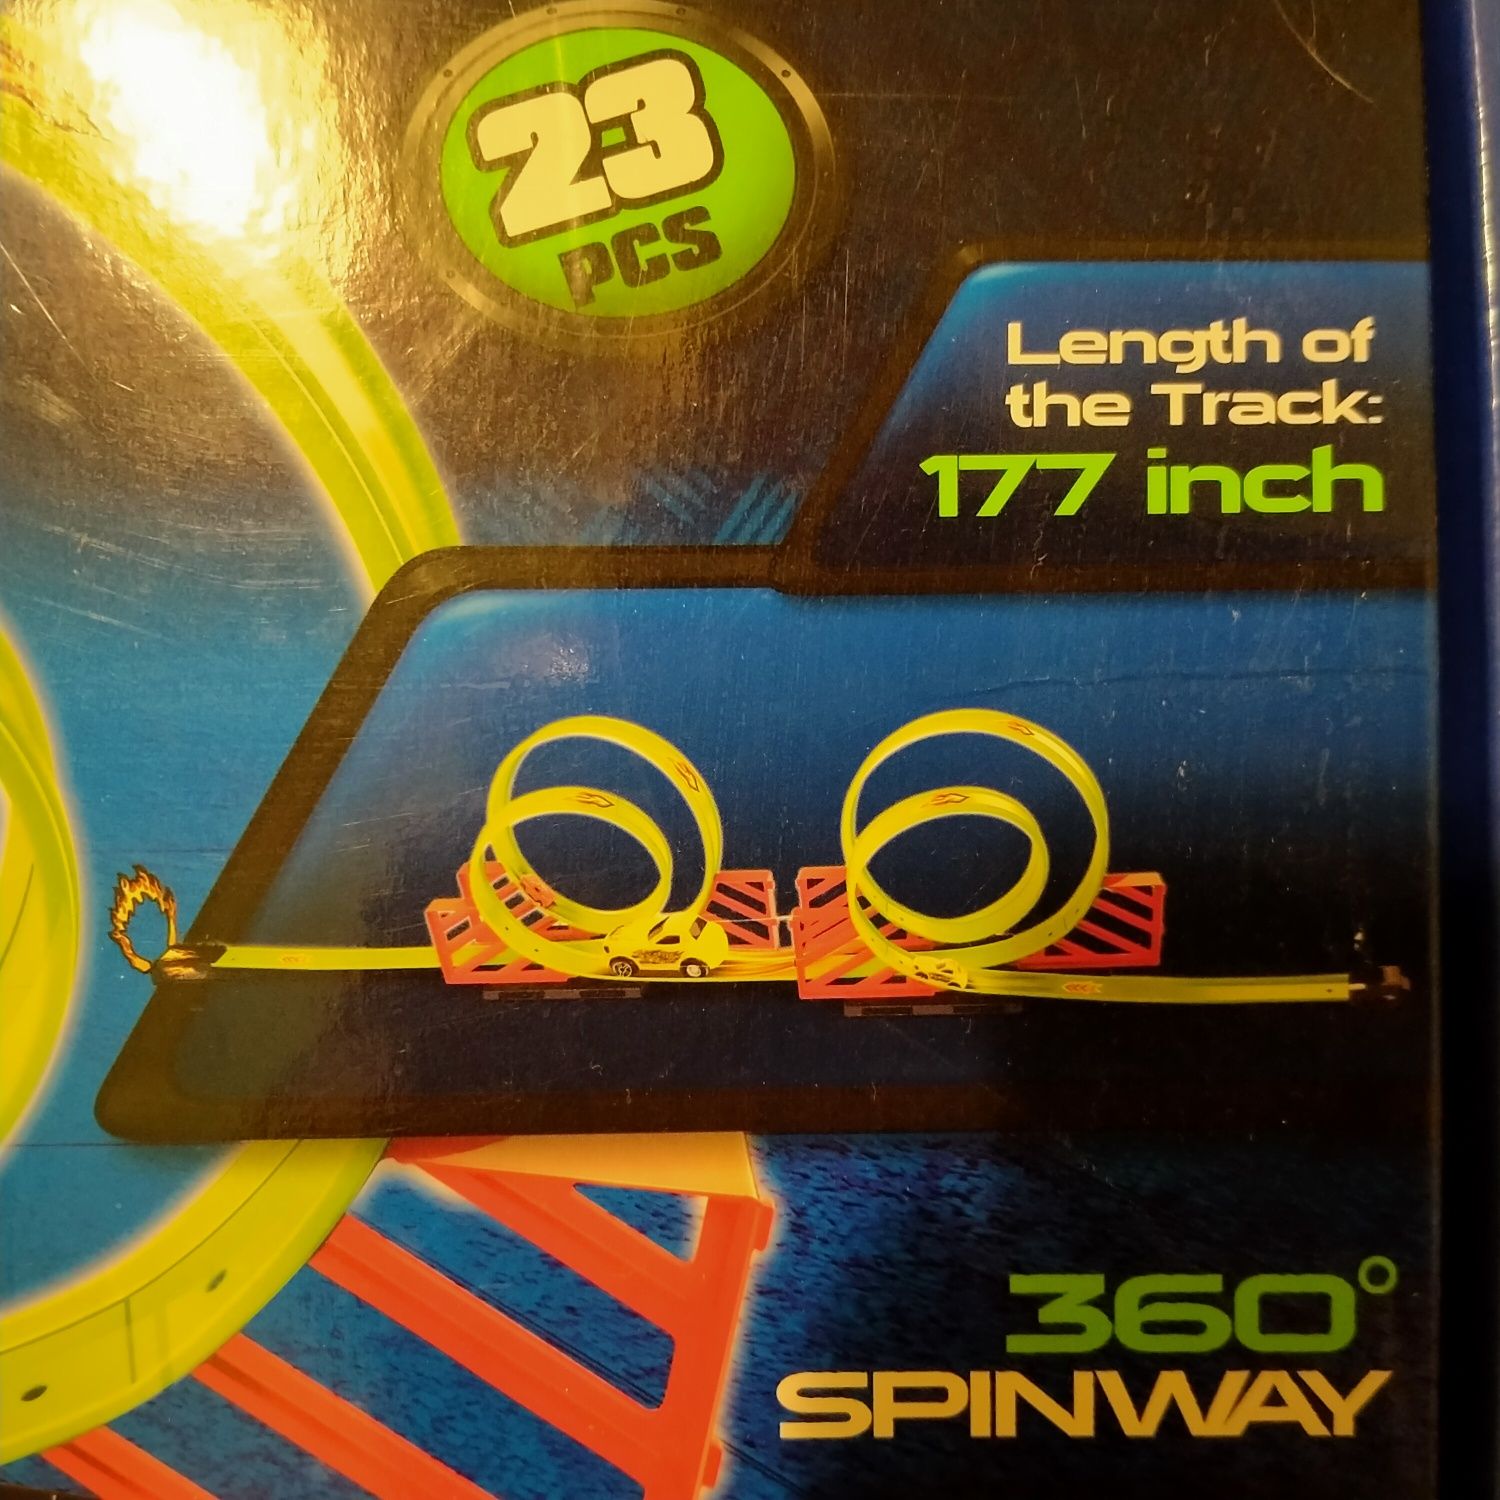 23
PCS
Length of
the Track:
177 inch
360°
SPINWAY